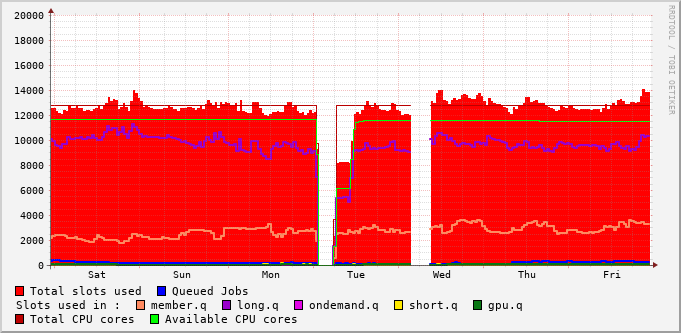 20000
18000
16000
14000
12000
10000
8000
6000
4000
2000
0
Sat Sun Mon Tue Wed Thu Fri
Total slots used Queued Jobs
Slots used in : member.q long.q ondemand.q short.q gpu.q
Total CPU cores Available CPU cores
RRDTOOL / TOBI OETIKER